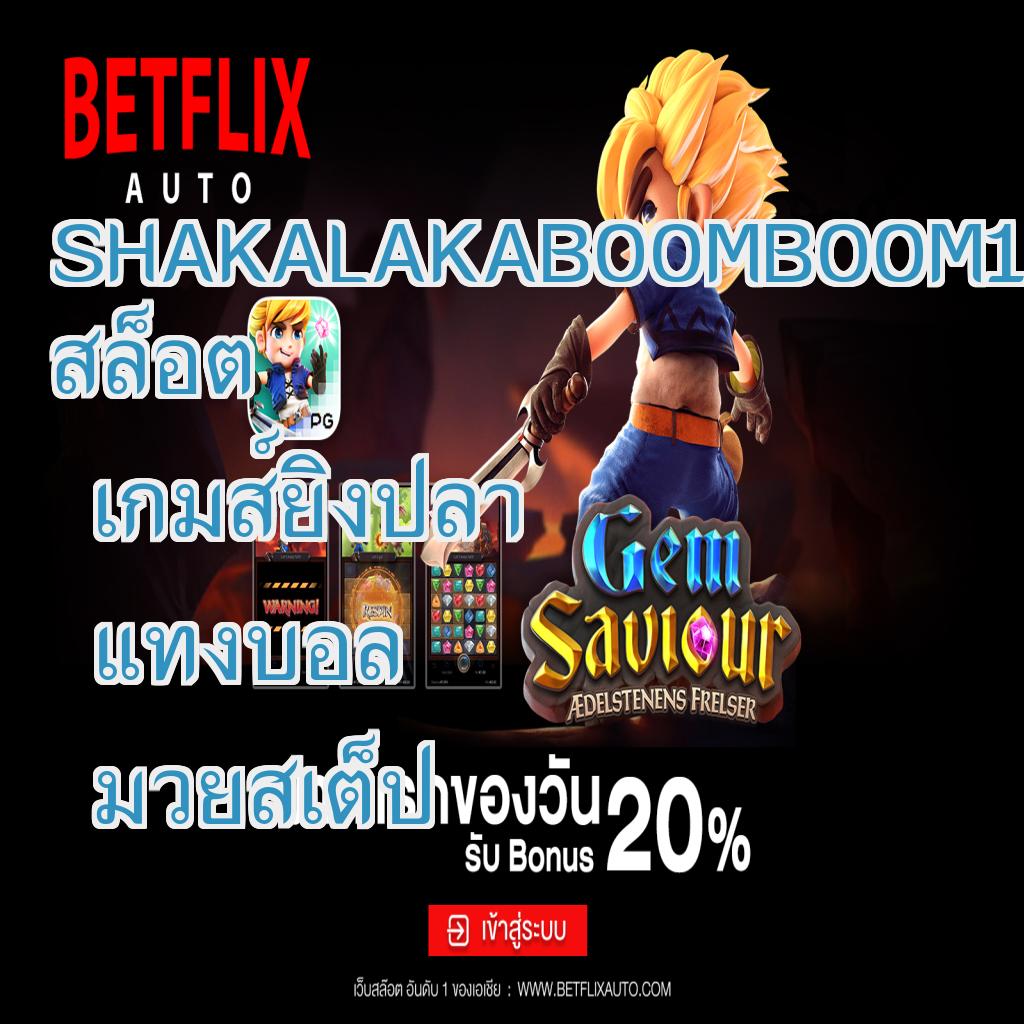 BETFLIX
AUTO
SHAKALAKABOOMBOOM1
สล็อต
PG
เกมส์ยิงปลา
WARNING!
แทงบอล
Gem
Saviour
ÆDELSTENENS FRELSER
มวยสเต็ป
ของวัน
รับ Bonus 20%
เข้าสู่ระบบ
เว็บสล๊อต อันดับ 1 ของเอเชีย : WWW.BETFLIXAUTO.COM